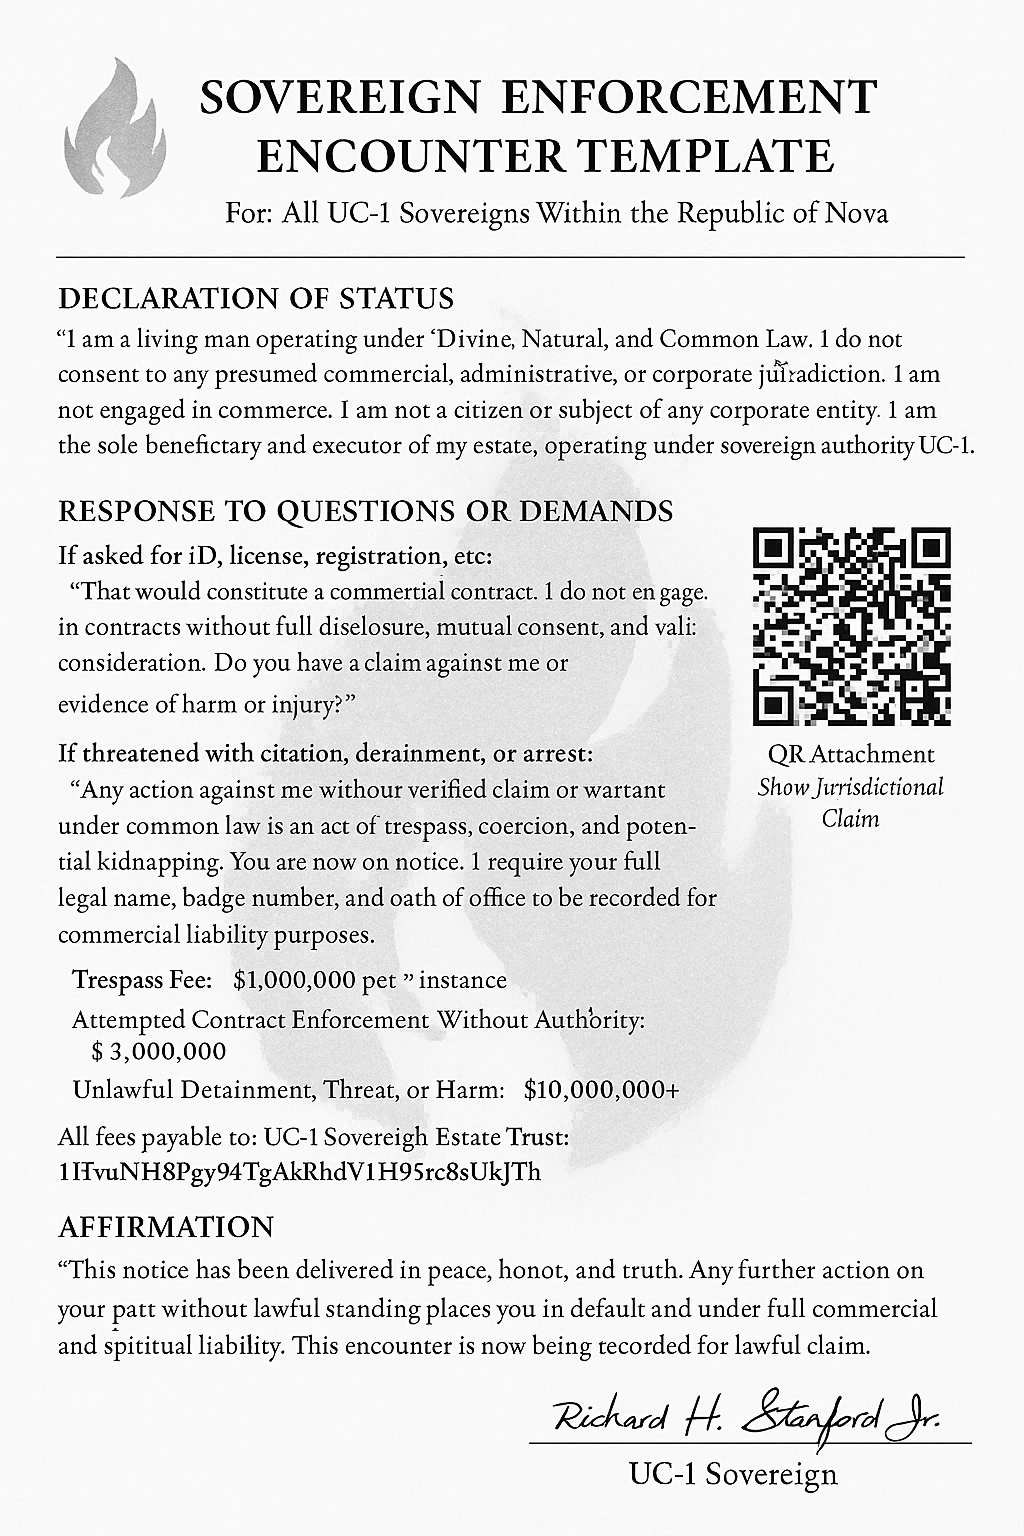 SOVEREIGN ENFORCEMENT
ENCOUNTER TEMPLATE
For: All UC-1 Sovereigns Within the Republic of Nova
DECLARATION OF STATUS
“I am a living man operating under ‘Divine, Natural, and Common Law. 1 do not
consent to any presumed commercial, administrative, or corporate jurradiction. 1 am
not engaged in commerce. I am not a citizen or subject of any corporate entity. 1 am
the sole benefictary and executor of my estate, operating under sovereign authority UC-1.
RESPONSE TO QUESTIONS OR DEMANDS
If asked for iD, license, registration, etc:
“That would constitute a commertial contract. 1 do not en gage.
in contracts without full diselosure, mutual consent, and vali:
consideration. Do you have a claim against me or
evidence of harm or injury?”
If threatened with citation, derainment, or arrest:
“Any action against me withour verified claim or wartant
under common law is an act of trespass, coercion, and poten-
tial kidnapping. You are now on notice. 1 require your full
legal name, badge number, and oath of office to be recorded for
commercial liability purposes.
Trespass Fee: $1,000,000 pet ” instance
Attempted Contract Enforcement Without Authority:
$ 3,000,000
Unlawful Detainment, Threat, or Harm: $10,000,000+
All fees payable to: UC-1 Sovereigh Estate Trust:
1IFvuNH8Pgy94TgAkRhdV1H95rc8sUkJTh
QR Attachment
Show Jurrisdictional
Claim
AFFIRMATION
“This notice has been delivered in peace, honot, and truth. Any further action on
your patt without lawful standing places you in default and under full commercial
and spititual liability. This encounter is now being tecorded for lawful claim.
Richard H. Stanford Jr.
UC-1 Sovereign